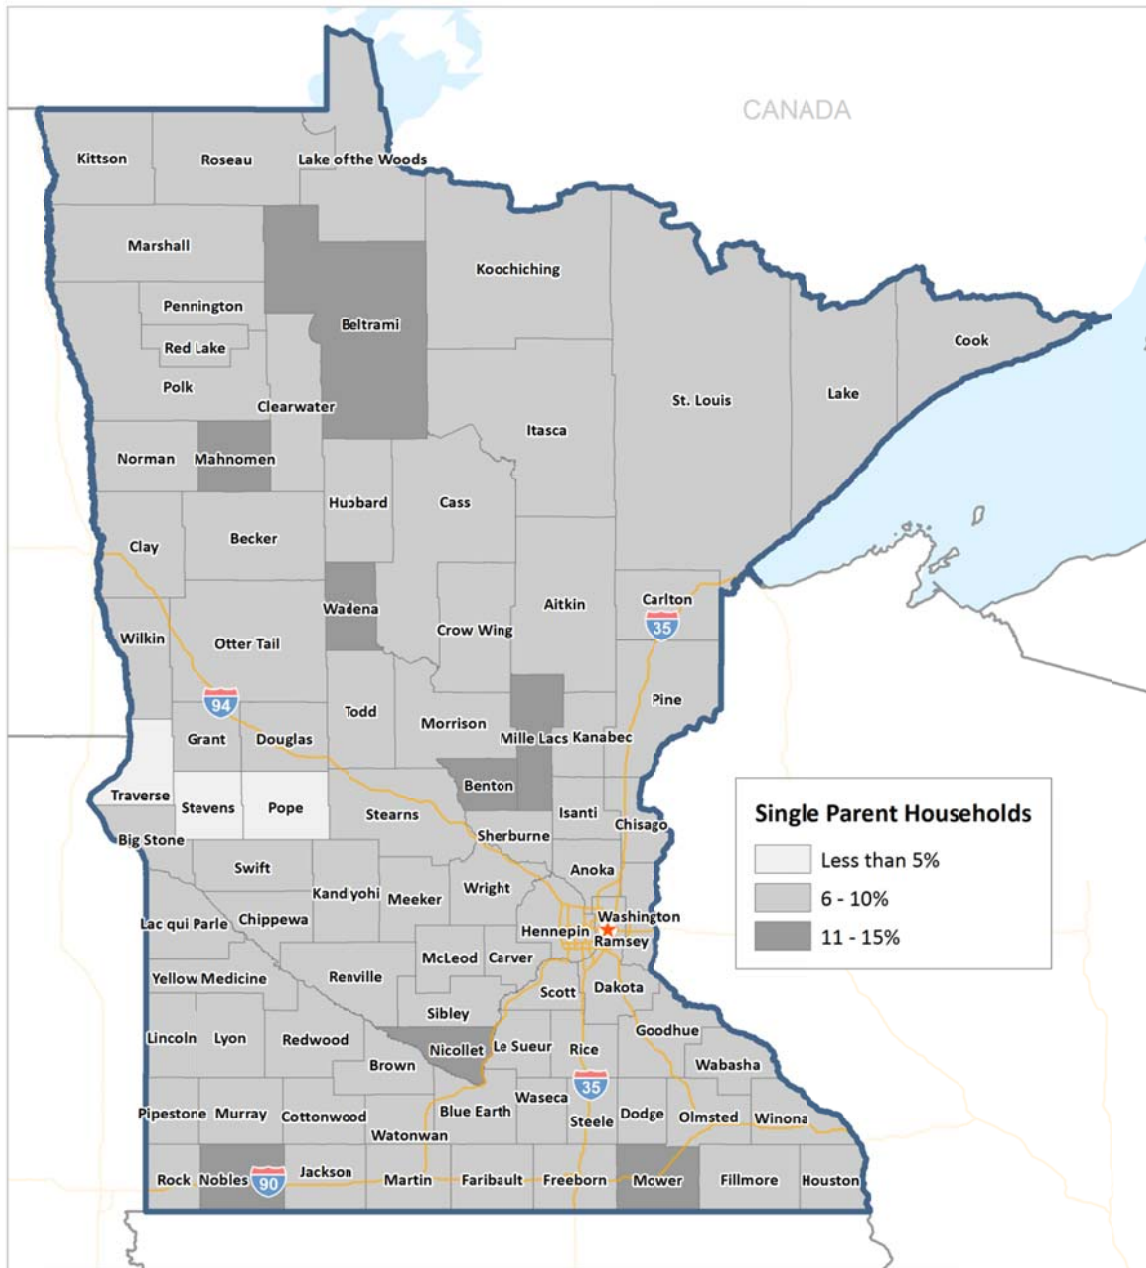 CANADA
Kittson
Roseau
Lake of the Woods
Marshall
Koochiching
Pennington
Beltrami
Red Lake
Cook
Polk
Clearwater
St. Louis
Lake
Itasca
Norman
Mahnomen
Hubbard
Cass
Becker
Clay
Wadena
Aitkin
Carlton
35
Crow Wing
Wilkin
Otter Tail
94
Pine
Todd
Morrison
Grant
Douglas
Mille Lacs
Kanabec
Traverse
Stevens
Pope
Benton
Stearns
Isanti
Chisago
Big Stone
Sherburne
Swift
Anoka
Kandiyohi
Meeker
Wright
Lac qui Parle
Chippewa
Washington
Hennepin
Ramsey
McLeod
Carver
Yellow Medicine
Renville
Scott
Dakota
Sibley
Goodhue
Lincoln
Lyon
Redwood
Nicollet
Le Sueur
Rice
Brown
Wabasha
35
Pipestone
Murray
Cottonwood
Blue Earth
Waseca
Steele
Dodge
Olmsted
Winona
Watonwan
Rock
Nobles
90
Jackson
Martin
Faribault
Freeborn
Mower
Fillmore
Houston
Single Parent Households
Less than 5%
6 - 10%
11 - 15%